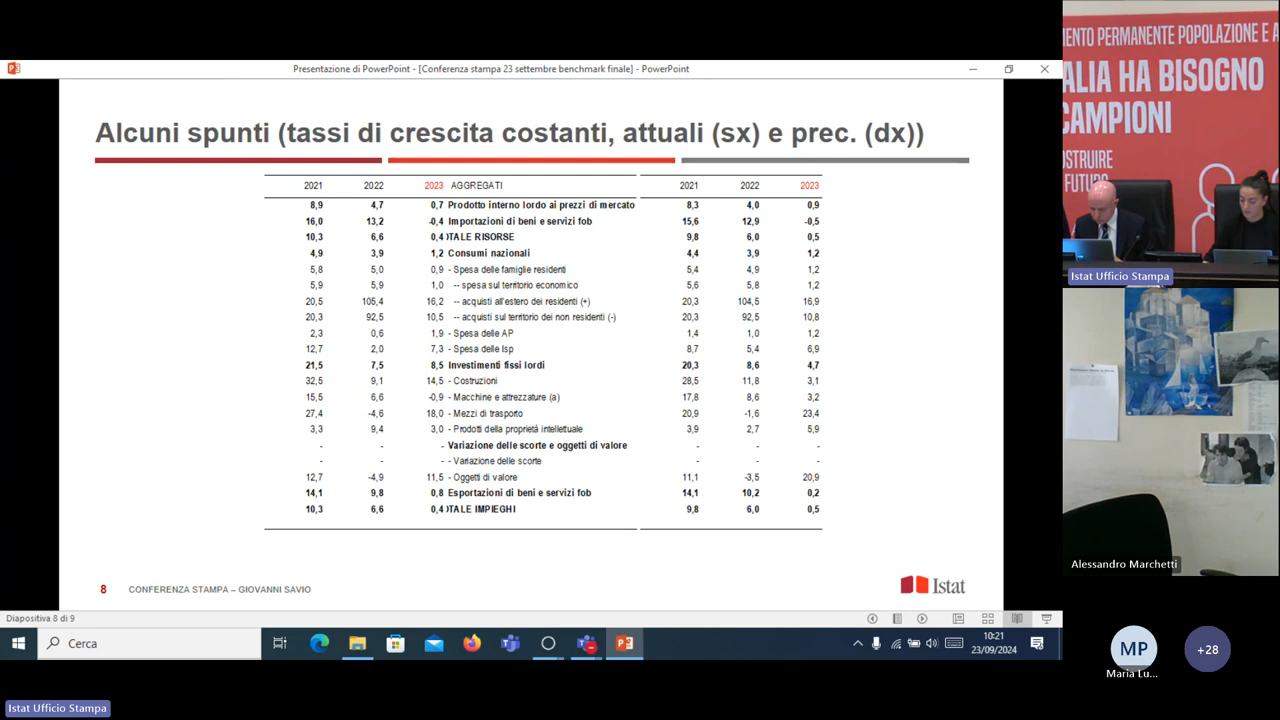 Presentazione di PowerPoint - [Conferenza stampa 23 settembre benchmark finale] - PowerPoint
Alcuni spunti (tassi di crescita costanti, attuali (sx) e prec. (dx))
2021 2022 2023 AGGREGATI 2021 2022 2023
8,9 4,7 0,7 Prodotto interno lordo ai prezzi di mercato 8,3 4,0 0,9
16,0 13,2 -0,4 Importazioni di beni e servizi fob 15,6 12,9 -0,5
10,3 6,6 0,4 OTALE RISORSE 9,8 6,0 0,5
4,9 3,9 1,2 Consumi nazionali 4,4 3,9 1,2
5,8 5,0 0,9 - Spesa delle famiglie residenti 5,4 4,9 1,2
5,9 5,9 1,0 -- spesa sul territorio economico 5,6 5,8 1,2
20,5 105,4 16,2 -- acquisti all'estero dei residenti (+) 20,3 104,5 16,9
20,3 92,5 10,5 -- acquisti sul territorio dei non residenti (-) 20,3 92,5 10,8
2,3 0,6 1,9 - Spesa delle AP 1,4 1,0 1,2
12,7 2,0 7,3 - Spesa delle Isp 8,7 5,4 6,9
21,5 7,5 8,5 Investimenti fissi lordi 20,3 8,6 4,7
32,5 9,1 14,5 - Costruzioni 28,5 11,8 3,1
15,5 6,6 -0,9 - Macchine e attrezzature (a) 17,8 8,6 3,2
27,4 -4,6 18,0 - Mezzi di trasporto 20,9 -1,6 23,4
3,3 9,4 3,0 - Prodotti della proprietà intellettuale 3,9 2,7 5,9
- - - Variazione delle scorte e oggetti di valore - - -
- - - - Variazione delle scorte - - -
12,7 -4,9 11,5 - Oggetti di valore 11,1 -3,5 20,9
14,1 9,8 0,8 Esportazioni di beni e servizi fob 14,1 10,2 0,2
10,3 6,6 0,4 OTALE IMPIEGHI 9,8 6,0 0,5
8 CONFERENZA STAMPA – GIOVANNI SAVIO
Istat
Diapositiva 8 di 9
Cerca
10:21
23/09/2024
Istat Ufficio Stampa
MENTO PERMANENTE POPOLAZIONE E A
ALIA HA BISOGNO
CAMPIONI
OSTRUIRE
FUTURO
Istat Ufficio Stampa
Alessandro Marchetti
MP
Maria Lu...
+28